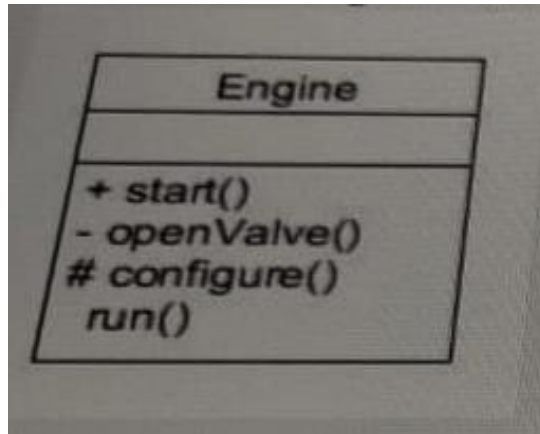 Engine
+ start()
- openValve()
# configure()
run()